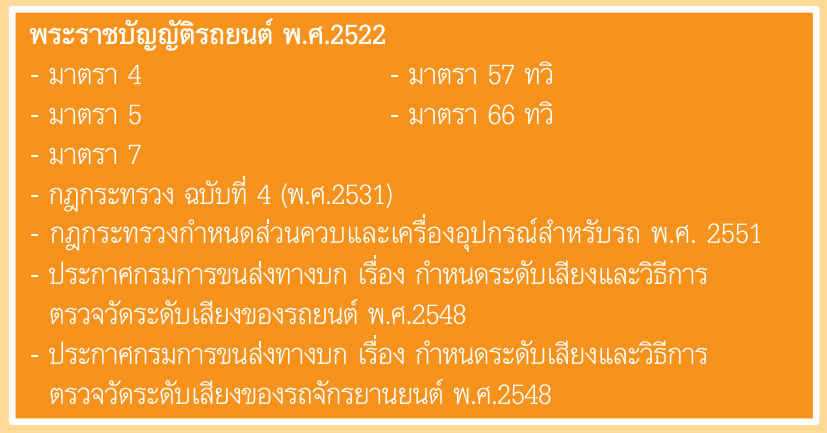 พระราชบัญญัติรถยนต์ พ.ศ.2522
- มาตรา 4 - มาตรา 57 ทวิ
- มาตรา 5 - มาตรา 66 ทวิ
- มาตรา 7
- กฎกระทรวง ฉบับที่ 4 (พ.ศ.2531)
- กฎกระทรวงกำหนดส่วนควบและเครื่องอุปกรณ์สำหรับรถ พ.ศ. 2551
- ประกาศกรมการขนส่งทางบก เรื่อง กำหนดระดับเสียงและวิธีการ
ตรวจวัดระดับเสียงของรถยนต์ พ.ศ.2548
- ประกาศกรมการขนส่งทางบก เรื่อง กำหนดระดับเสียงและวิธีการ
ตรวจวัดระดับเสียงของรถจักรยานยนต์ พ.ศ.2548